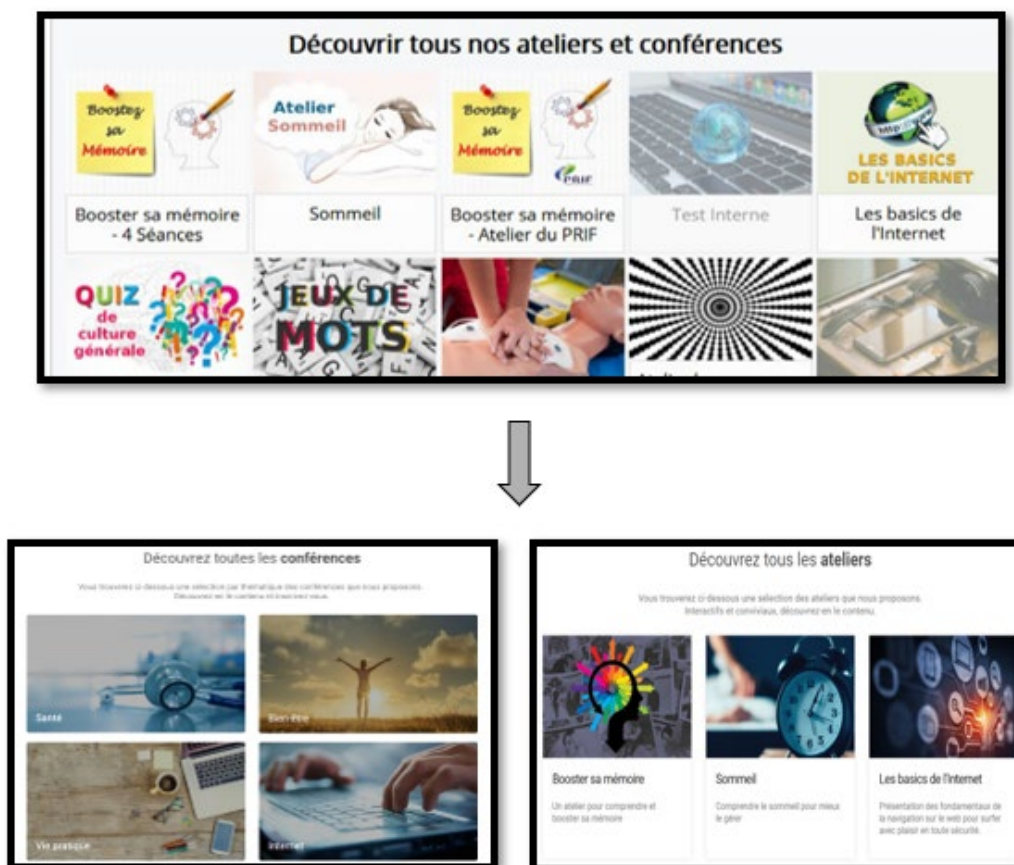 Découvrir tous nos ateliers et conférences
Boostez
sa
Mémoire
Atelier
Sommeil
Boostez
sa
Mémoire
PRIF
http://www
LES BASICS
DE L'INTERNET
Booster sa mémoire
- 4 Séances
Sommeil
Booster sa mémoire
- Atelier du PRIF
Test Interne
Les basics de
l'Internet
QUIZ
de
culture
générale
JEUX DE
MOTS
Découvrez toutes les conférences
Vous trouverez ci-dessous une sélection par thématique des conférences que nous proposons.
Découvrez-en le contenu et inscrivez-vous.
Santé
Bien-être
Vie pratique
Internet
Découvrez tous les ateliers
Vous trouverez ci-dessous une sélection des ateliers que nous proposons.
Interactifs et conviviaux, découvrez-en le contenu.
Booster sa mémoire
Un atelier pour comprendre et
booster sa mémoire
Sommeil
Comprendre le sommeil pour mieux
le gérer
Les basics de l'Internet
Présentation des fondamentaux de
la navigation sur le web pour surfer
avec plaisir en toute sécurité.